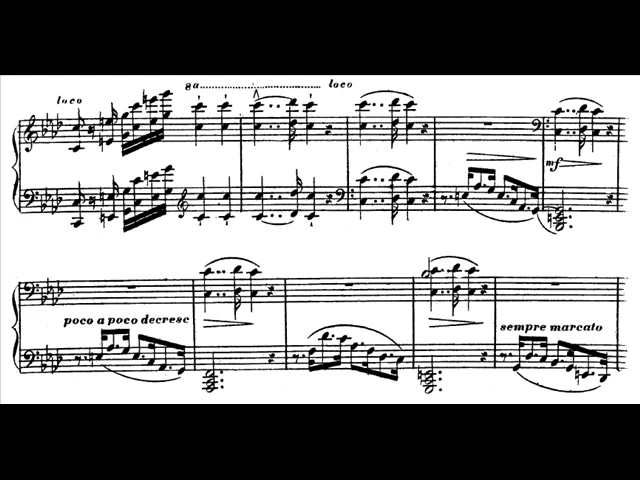 loco
8a
loco
mf
poco a poco decresc
sempre marcato